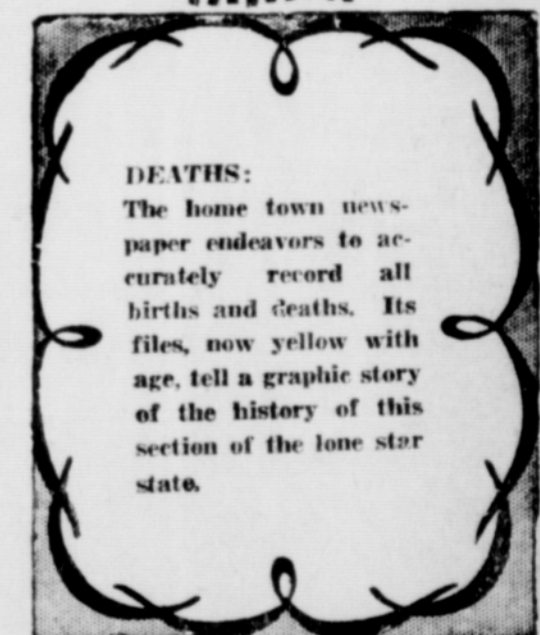 DEATHS:
The home town news-
paper endeavors to ac-
curately record all
births and deaths. Its
files, now yellow with
age, tell a graphic story
of the history of this
section of the lone star
state.